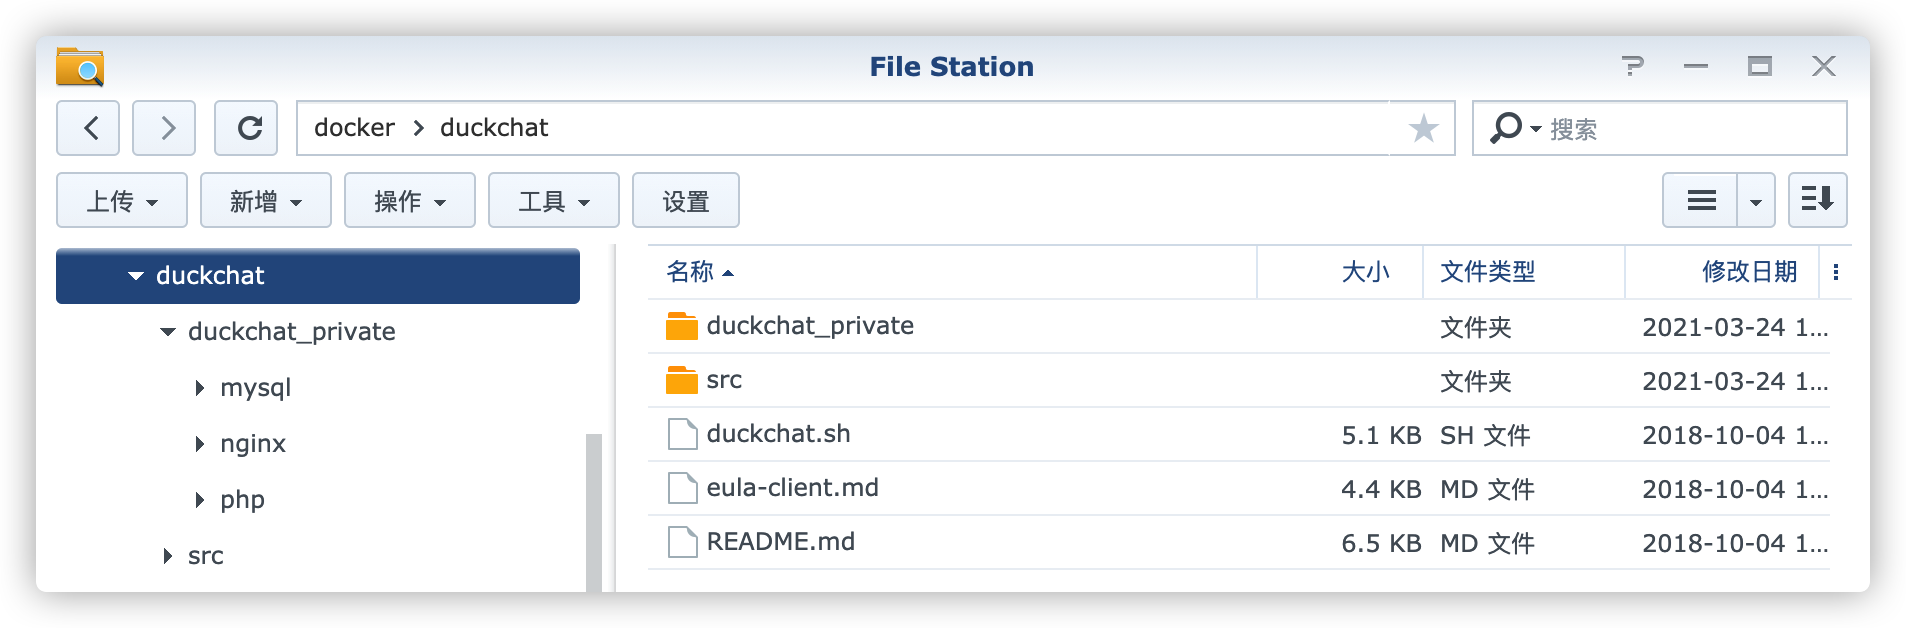 File Station
docker > duckchat
搜索
上传 新增 操作 工具 设置
duckchat
duckchat_private
mysql
nginx
php
src
名称 大小 文件类型 修改日期
duckchat_private 文件夹 2021-03-24 1...
src 文件夹 2021-03-24 1...
duckchat.sh 5.1 KB SH 文件 2018-10-04 1...
eula-client.md 4.4 KB MD 文件 2018-10-04 1...
README.md 6.5 KB MD 文件 2018-10-04 1...